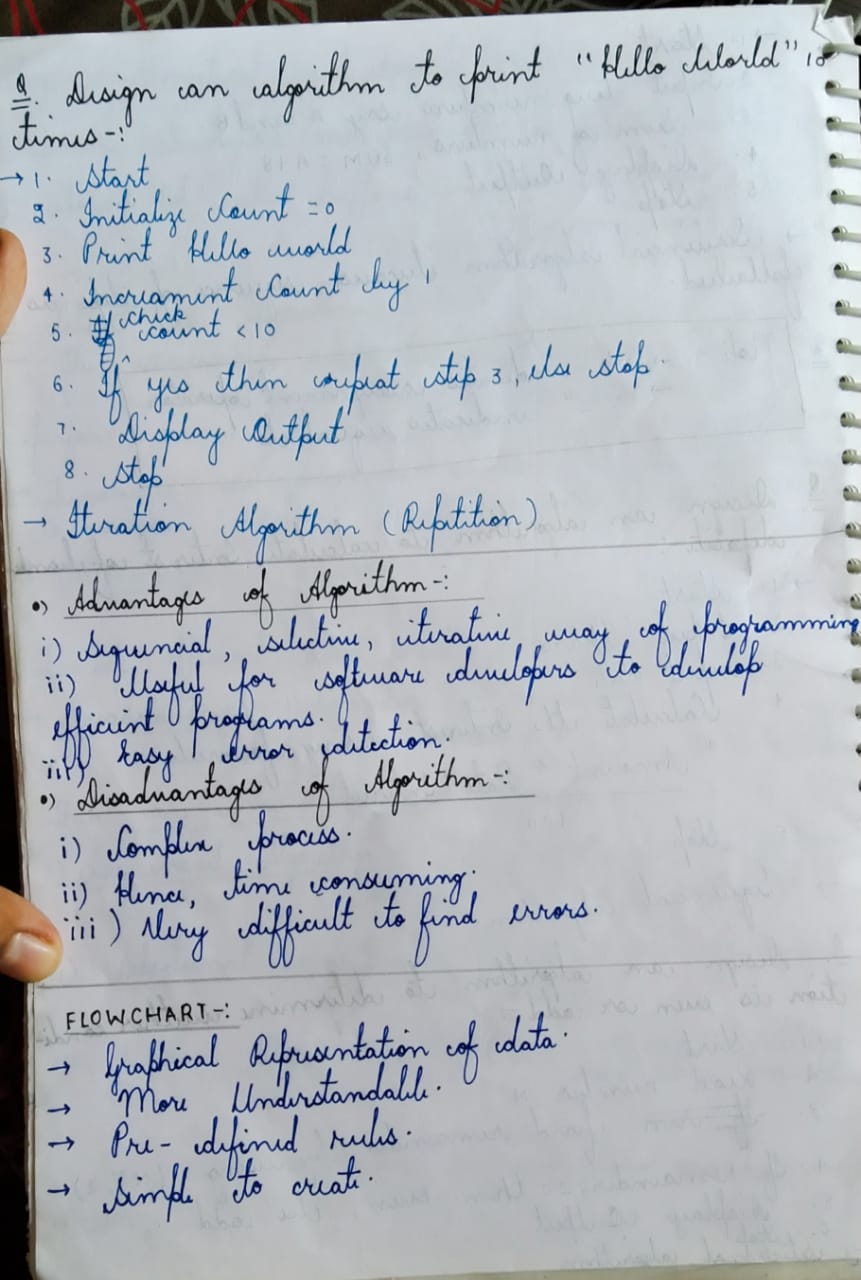 Q. Design an algorithm to print "Hello World" 10
times-:
→ 1. Start
2. Initialize Count = 0
3. Print Hello world
4. Increament Count by 1
5. check count < 10
6. If yes then repeat step 3, else stop.
7. Display Output
8. Stop
→ Iteration Algorithm (Repetition)
•) Advantages of Algorithm-:
i) Sequencial, selective, iterative way of programming
ii) Useful for software developers to develop
efficient programs.
iii) Easy error detection.
•) Disadvantages of Algorithm-:
i) Complex process.
ii) Hence, time consuming.
iii) Very difficult to find errors.
FLOWCHART-:
→ Graphical Representation of data.
→ More Understandable.
→ Pre-defined rules.
→ Simple to create.